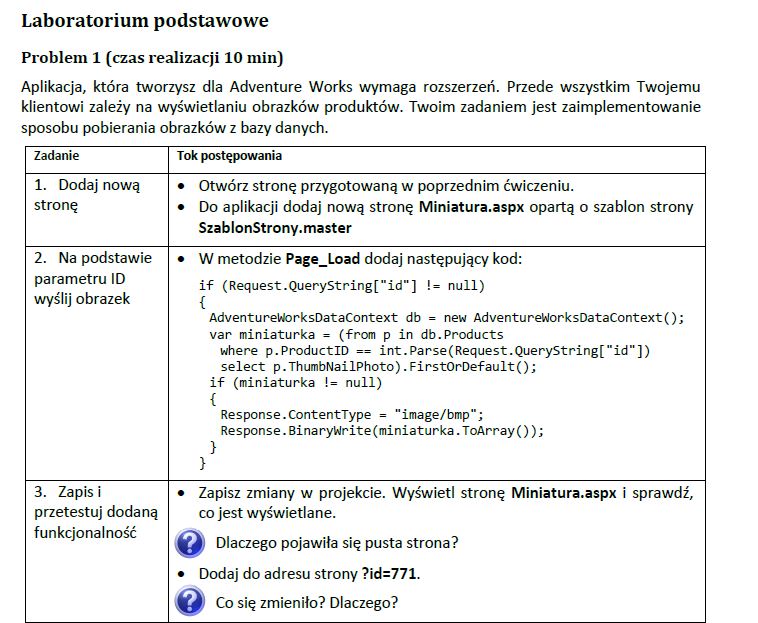 Laboratorium podstawowe
Problem 1 (czas realizacji 10 min)
Aplikacja, która tworzysz dla Adventure Works wymaga rozszerzeń. Przede wszystkim Twojemu
klientowi zależy na wyświetlaniu obrazków produktów. Twoim zadaniem jest zaimplementowanie
sposobu pobierania obrazków z bazy danych.
Zadanie
Tok postępowania
1. Dodaj nową
stronę
• Otwórz stronę przygotowaną w poprzednim ćwiczeniu.
• Do aplikacji dodaj nową stronę Miniatura.aspx opartą o szablon strony
SzablonStrony.master
2. Na podstawie
parametru ID
wyślij obrazek
• W metodzie Page_Load dodaj następujący kod:
if (Request.QueryString["id"] != null)
{
AdventureWorksDataContext db = new AdventureWorksDataContext();
var miniaturka = (from p in db.Products
where p.ProductID == int.Parse(Request.QueryString["id"])
select p.ThumbNailPhoto).FirstOrDefault();
if (miniaturka != null)
{
Response.ContentType = "image/bmp";
Response.BinaryWrite(miniaturka.ToArray());
}
}
3. Zapis i
przetestuj dodaną
funkcjonalność
• Zapisz zmiany w projekcie. Wyświetl stronę Miniatura.aspx i sprawdź,
co jest wyświetlane.
? Dlaczego pojawiła się pusta strona?
• Dodaj do adresu strony ?id=771.
? Co się zmieniło? Dlaczego?